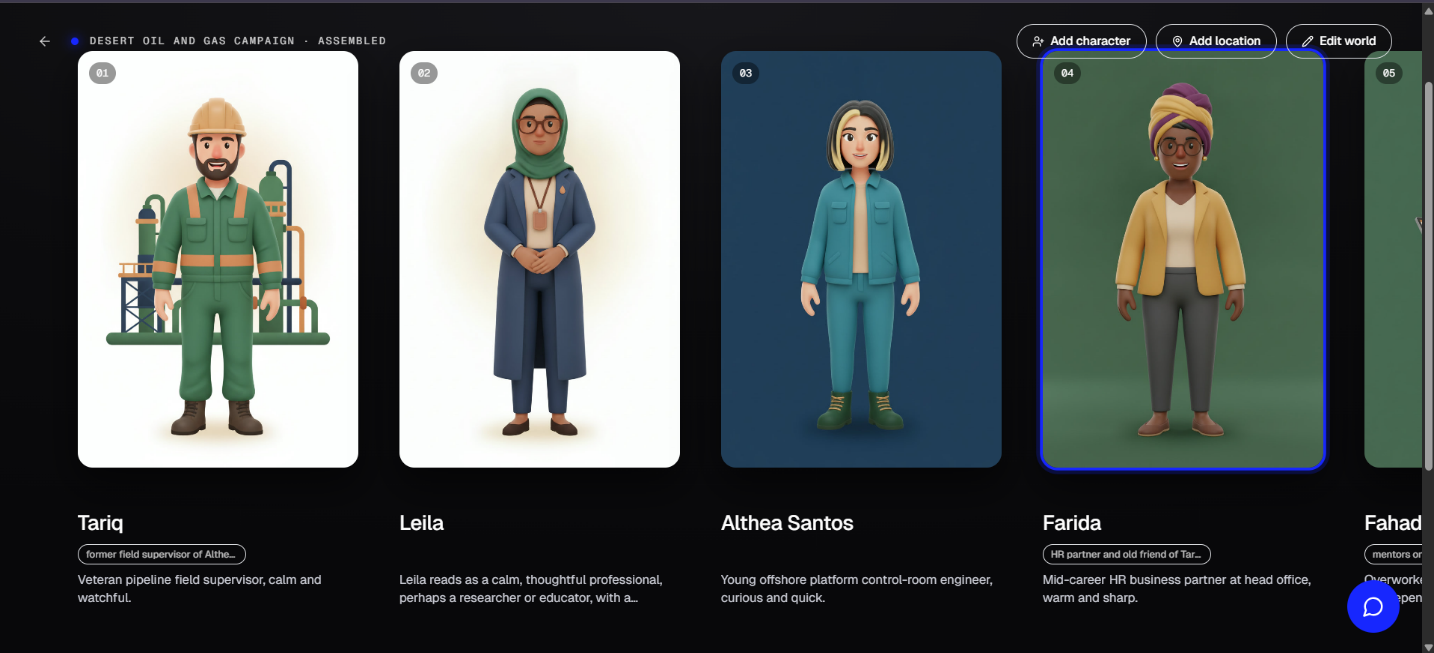 DESERT OIL AND GAS CAMPAIGN · ASSEMBLED
Add character
Add location
Edit world
01
02
03
04
05
Tariq
former field supervisor of Althe...
Veteran pipeline field supervisor, calm and
watchful.
Leila
Leila reads as a calm, thoughtful professional,
perhaps a researcher or educator, with a...
Althea Santos
Young offshore platform control-room engineer,
curious and quick.
Farida
HR partner and old friend of Tar...
Mid-career HR business partner at head office,
warm and sharp.
Fahad
mentors